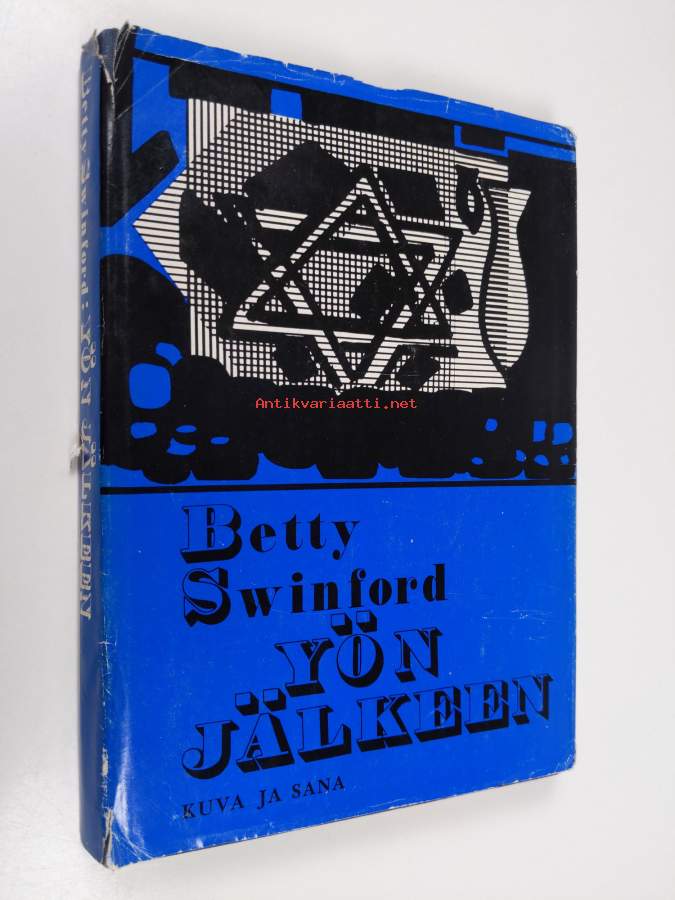 Betty Swinford: YÖN JÄLKEEN
Antikvariaatti.net
Betty
Swinford
YÖN
JÄLKEEN
KUVA JA SANA